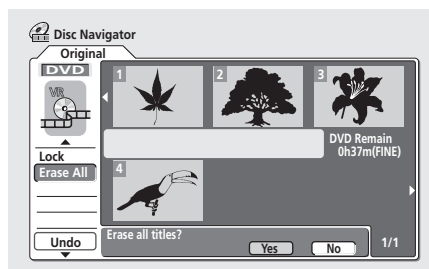 Disc Navigator
Original
DVD
VR
Lock
Erase All
Undo
1
2
3
DVD Remain
0h37m(FINE)
4
Erase all titles?
Yes
No
1/1